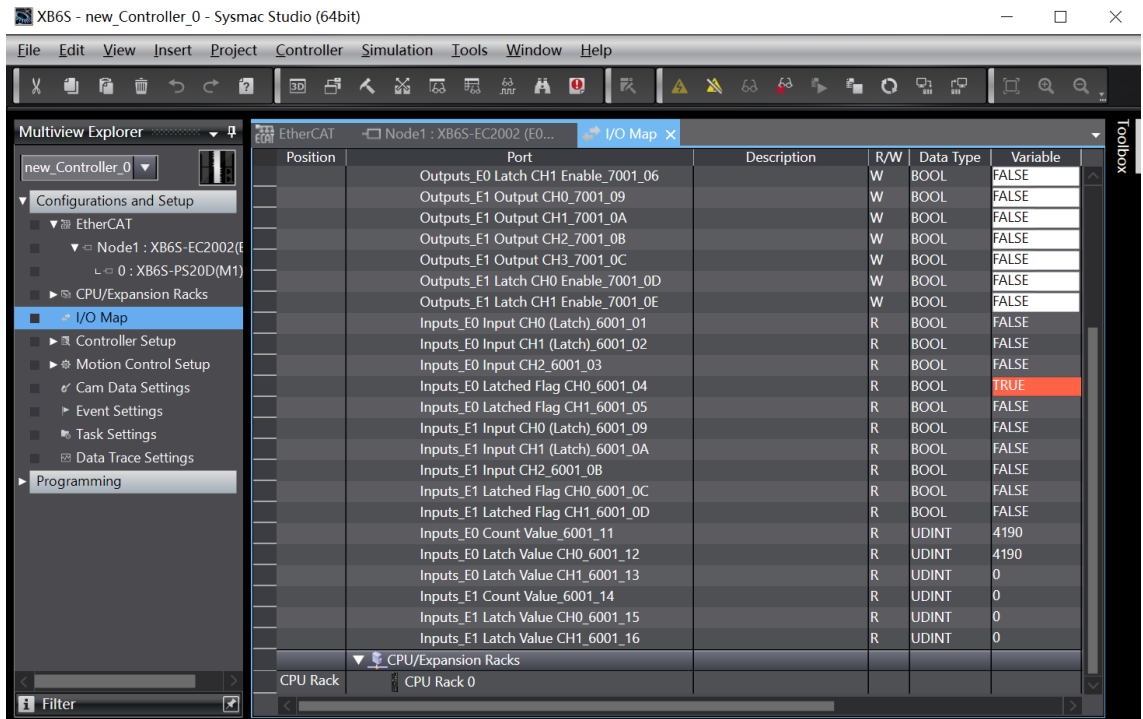 XB6S - new_Controller_0 - Sysmac Studio (64bit)
File Edit View Insert Project Controller Simulation Tools Window Help
3D
Multiview Explorer
new_Controller_0
Configurations and Setup
EtherCAT
Node1 : XB6S-EC2002(E
0 : XB6S-PS20D(M1)
CPU/Expansion Racks
I/O Map
Controller Setup
Motion Control Setup
Cam Data Settings
Event Settings
Task Settings
Data Trace Settings
Programming
Filter
EtherCAT Node1 : XB6S-EC2002 (E0... I/O Map
Toolbox
Position Port Description R/W Data Type Variable
Outputs_E0 Latch CH1 Enable_7001_06 W BOOL FALSE
Outputs_E1 Output CH0_7001_09 W BOOL FALSE
Outputs_E1 Output CH1_7001_0A W BOOL FALSE
Outputs_E1 Output CH2_7001_0B W BOOL FALSE
Outputs_E1 Output CH3_7001_0C W BOOL FALSE
Outputs_E1 Latch CH0 Enable_7001_0D W BOOL FALSE
Outputs_E1 Latch CH1 Enable_7001_0E W BOOL FALSE
Inputs_E0 Input CH0 (Latch)_6001_01 R BOOL FALSE
Inputs_E0 Input CH1 (Latch)_6001_02 R BOOL FALSE
Inputs_E0 Input CH2_6001_03 R BOOL FALSE
Inputs_E0 Latched Flag CH0_6001_04 R BOOL TRUE
Inputs_E0 Latched Flag CH1_6001_05 R BOOL FALSE
Inputs_E1 Input CH0 (Latch)_6001_09 R BOOL FALSE
Inputs_E1 Input CH1 (Latch)_6001_0A R BOOL FALSE
Inputs_E1 Input CH2_6001_0B R BOOL FALSE
Inputs_E1 Latched Flag CH0_6001_0C R BOOL FALSE
Inputs_E1 Latched Flag CH1_6001_0D R BOOL FALSE
Inputs_E0 Count Value_6001_11 R UDINT 4190
Inputs_E0 Latch Value CH0_6001_12 R UDINT 4190
Inputs_E0 Latch Value CH1_6001_13 R UDINT 0
Inputs_E1 Count Value_6001_14 R UDINT 0
Inputs_E1 Latch Value CH0_6001_15 R UDINT 0
Inputs_E1 Latch Value CH1_6001_16 R UDINT 0
CPU/Expansion Racks
CPU Rack CPU Rack 0